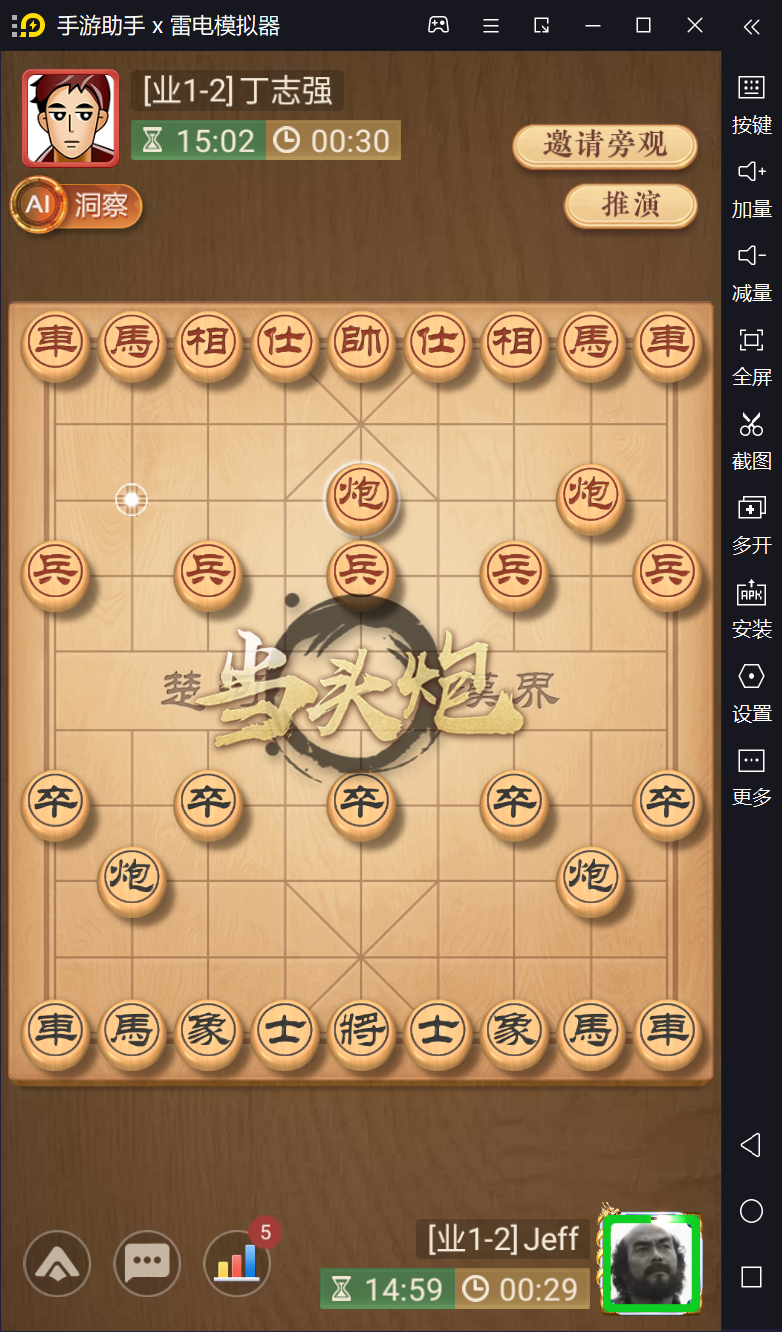 手游助手 x 雷电模拟器
[业1-2] 丁志强
15:02 00:30
邀请旁观
AI 洞察
推演
車 馬 相 仕 帥 仕 相 馬 車
炮 炮
兵 兵 兵 兵 兵
楚 漠 界
当头炮
卒 卒 卒 卒 卒
炮 炮
車 馬 象 士 將 士 象 馬 車
5
[业1-2] Jeff
14:59 00:29
按键
加量
减量
全屏
截图
多开
APK
安装
设置
更多